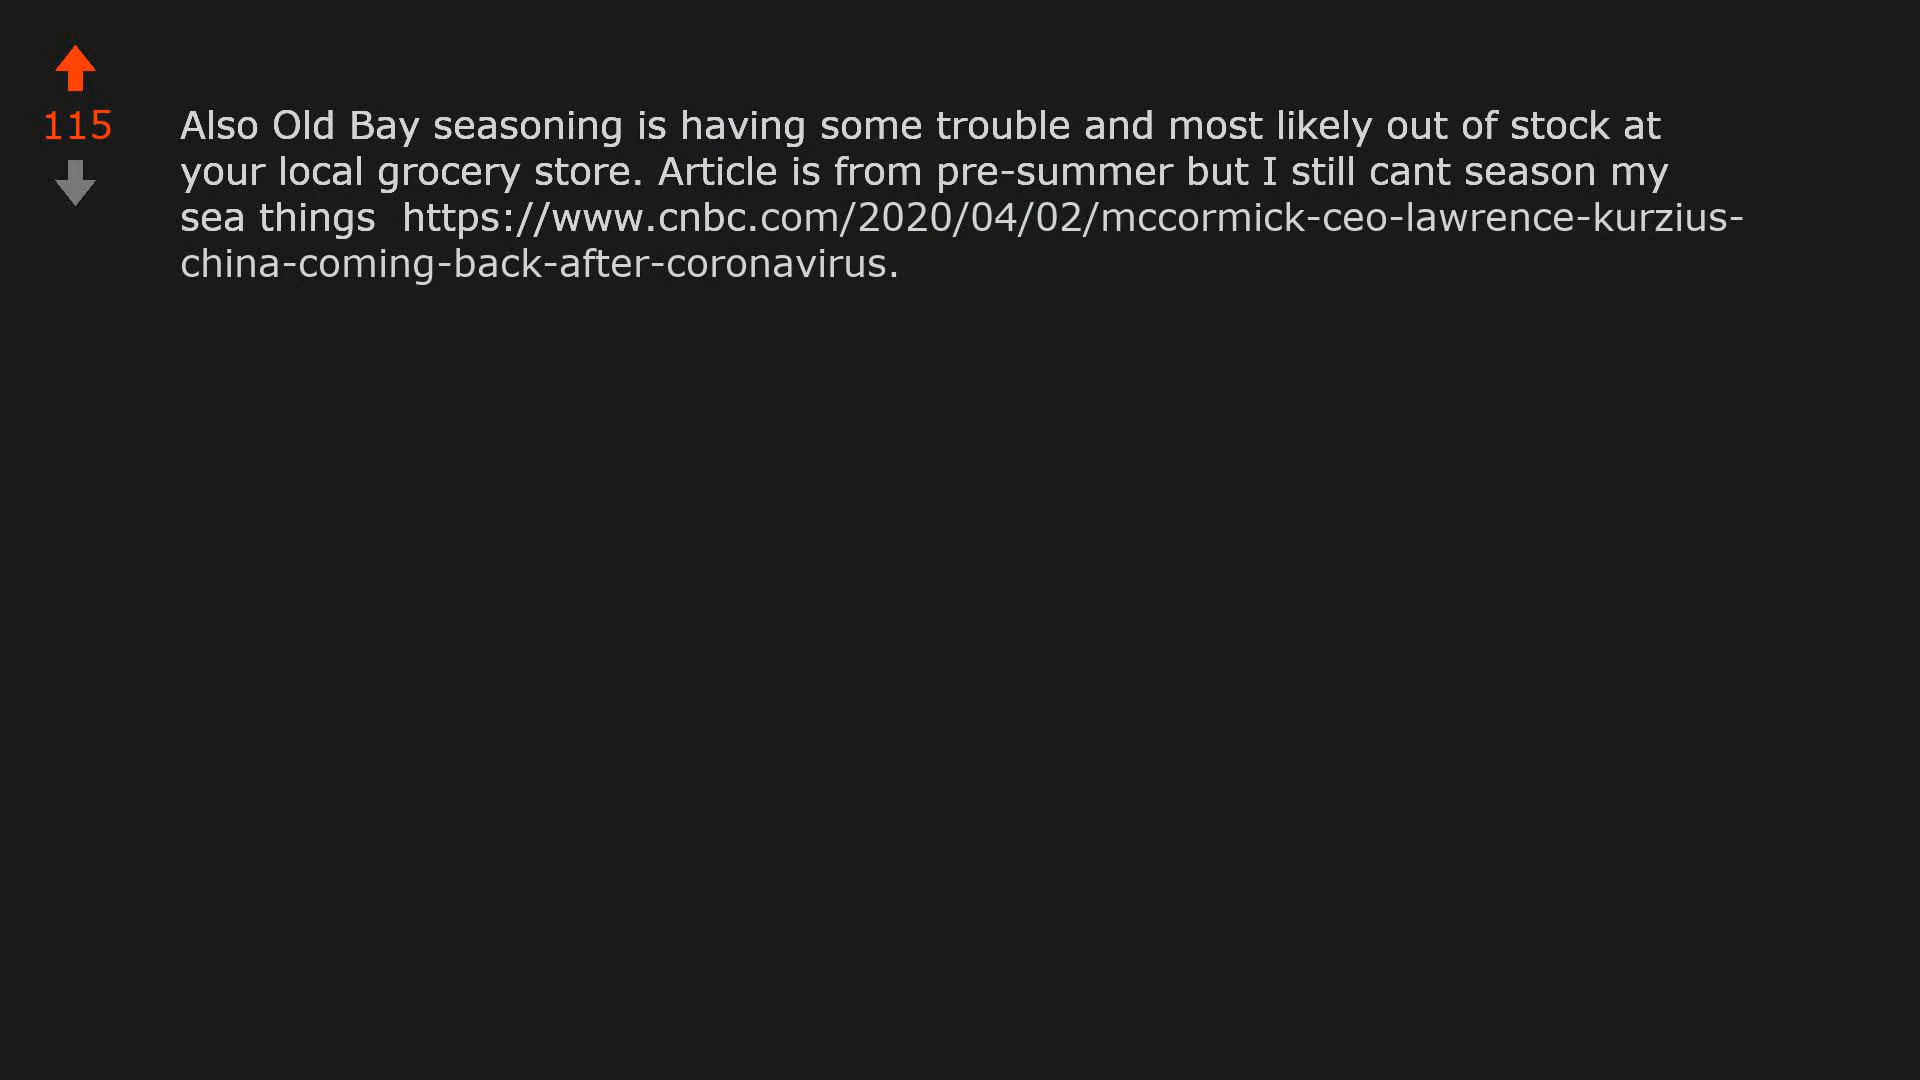 115
Also Old Bay seasoning is having some trouble and most likely out of stock at
your local grocery store. Article is from pre-summer but I still cant season my
sea things  https://www.cnbc.com/2020/04/02/mccormick-ceo-lawrence-kurzius-
china-coming-back-after-coronavirus.